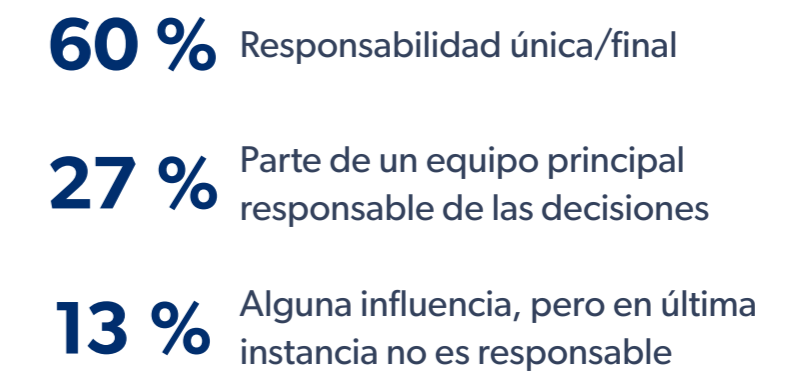 60 % Responsabilidad única/final
27 % Parte de un equipo principal
responsable de las decisiones
13 % Alguna influencia, pero en última
instancia no es responsable